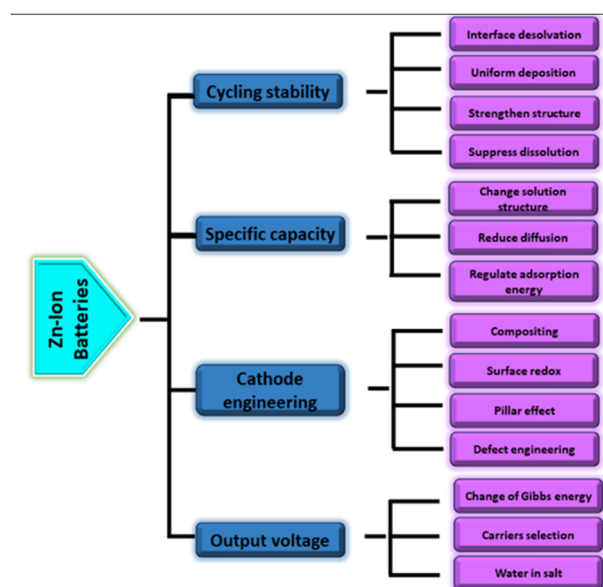 Zn-Ion
Batteries
Cycling stability
Interface desolvation
Uniform deposition
Strengthen structure
Suppress dissolution
Specific capacity
Change solution
structure
Reduce diffusion
Regulate adsorption
energy
Cathode
engineering
Compositing
Surface redox
Pillar effect
Defect engineering
Output voltage
Change of Gibbs energy
Carriers selection
Water in salt